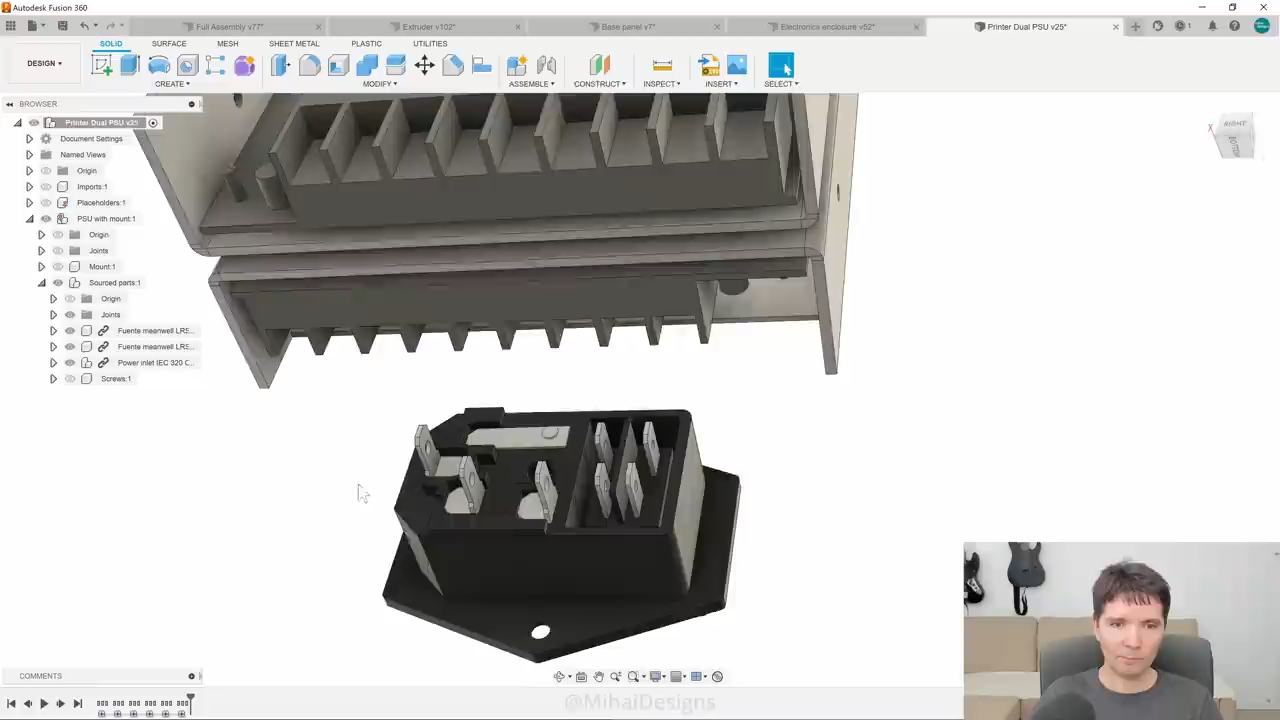 Autodesk Fusion 360
Full Assembly v77*
Extruder v102*
Base panel v7*
Electronics enclosure v52*
Printer Dual PSU v25*
1
SOLID
SURFACE
MESH
SHEET METAL
PLASTIC
UTILITIES
DESIGN
CREATE
MODIFY
ASSEMBLE
CONSTRUCT
INSPECT
INSERT
SELECT
BROWSER
Printer Dual PSU v25
Document Settings
Named Views
Origin
Imports:1
Placeholders:1
PSU with mount:1
Origin
Joints
Mount:1
Sourced parts:1
Origin
Joints
Fuente meanwell LRS...
Fuente meanwell LRS...
Power inlet IEC 320 C...
Screws:1
RIGHT
BOTTOM
X
COMMENTS
@MihaiDesigns